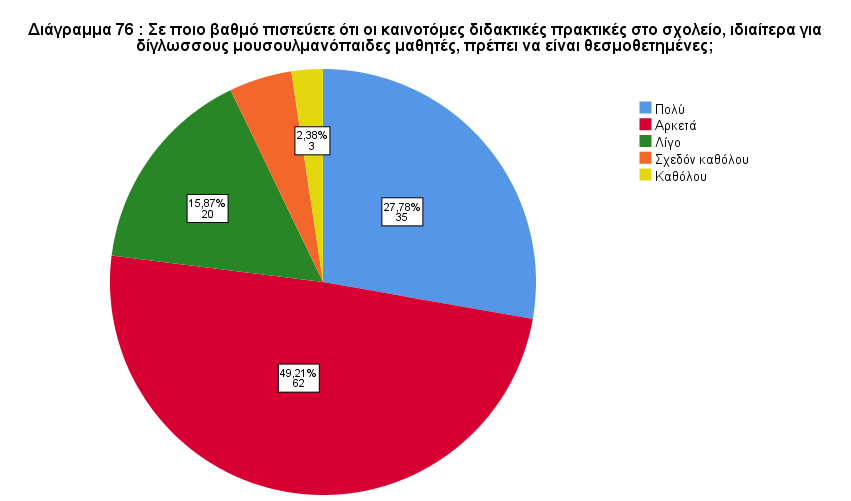 Διάγραμμα 76 : Σε ποιο βαθμό πιστεύετε ότι οι καινοτόμες διδακτικές πρακτικές στο σχολείο, ιδιαίτερα για
δίγλωσσους μουσουλμανόπαιδες μαθητές, πρέπει να είναι θεσμοθετημένες;
Πολύ
Αρκετά
Λίγο
Σχεδόν καθόλου
Καθόλου
2,38%
3
27,78%
35
15,87%
20
49,21%
62